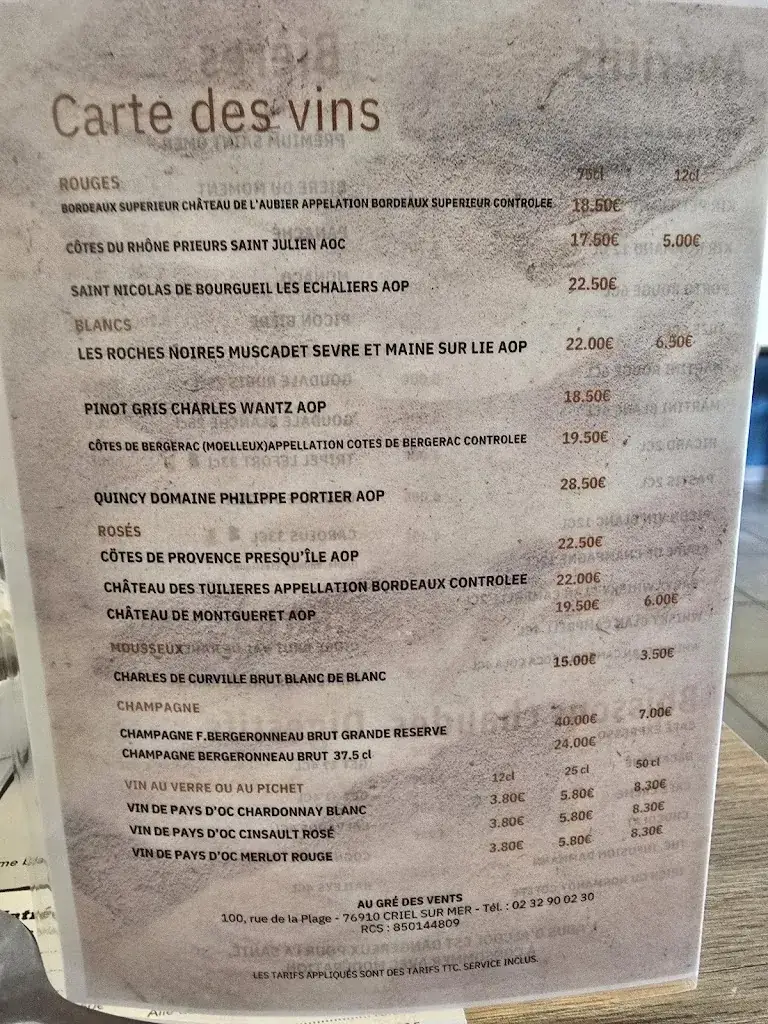 Carte des vins
ROUGES 75cl 12cl
BORDEAUX SUPERIEUR CHÂTEAU DE L'AUBIER APPELATION BORDEAUX SUPERIEUR CONTROLEE 18.50€
CÔTES DU RHÔNE PRIEURS SAINT JULIEN AOC 17.50€ 5.00€
SAINT NICOLAS DE BOURGUEIL LES ECHALIERS AOP 22.50€
BLANCS
LES ROCHES NOIRES MUSCADET SEVRE ET MAINE SUR LIE AOP 22.00€ 6.50€
PINOT GRIS CHARLES WANTZ AOP 18.50€
CÔTES DE BERGERAC (MOELLEUX)APPELLATION COTES DE BERGERAC CONTROLEE 19.50€
QUINCY DOMAINE PHILIPPE PORTIER AOP 28.50€
ROSÉS
CÖTES DE PROVENCE PRESQU'ÎLE AOP 22.50€
CHÂTEAU DES TUILIERES APPELLATION BORDEAUX CONTROLEE 22.00€
CHÂTEAU DE MONTGUERET AOP 19.50€ 6.00€
MOUSSEUX
CHARLES DE CURVILLE BRUT BLANC DE BLANC 15.00€ 3.50€
CHAMPAGNE
CHAMPAGNE F.BERGERONNEAU BRUT GRANDE RESERVE 40.00€ 7.00€
CHAMPAGNE BERGERONNEAU BRUT 37.5 cl 24.00€
VIN AU VERRE OU AU PICHET 12cl 25 cl 50 cl
VIN DE PAYS D'OC CHARDONNAY BLANC 3.80€ 5.80€ 8.30€
VIN DE PAYS D'OC CINSAULT ROSÉ 3.80€ 5.80€ 8.30€
VIN DE PAYS D'OC MERLOT ROUGE 3.80€ 5.80€ 8.30€
AU GRÉ DES VENTS
100, rue de la Plage - 76910 CRIEL SUR MER - Tél. : 02 32 90 02 30
RCS : 850144809
LES TARIFS APPLIQUÉS SONT DES TARIFS TTC. SERVICE INCLUS.